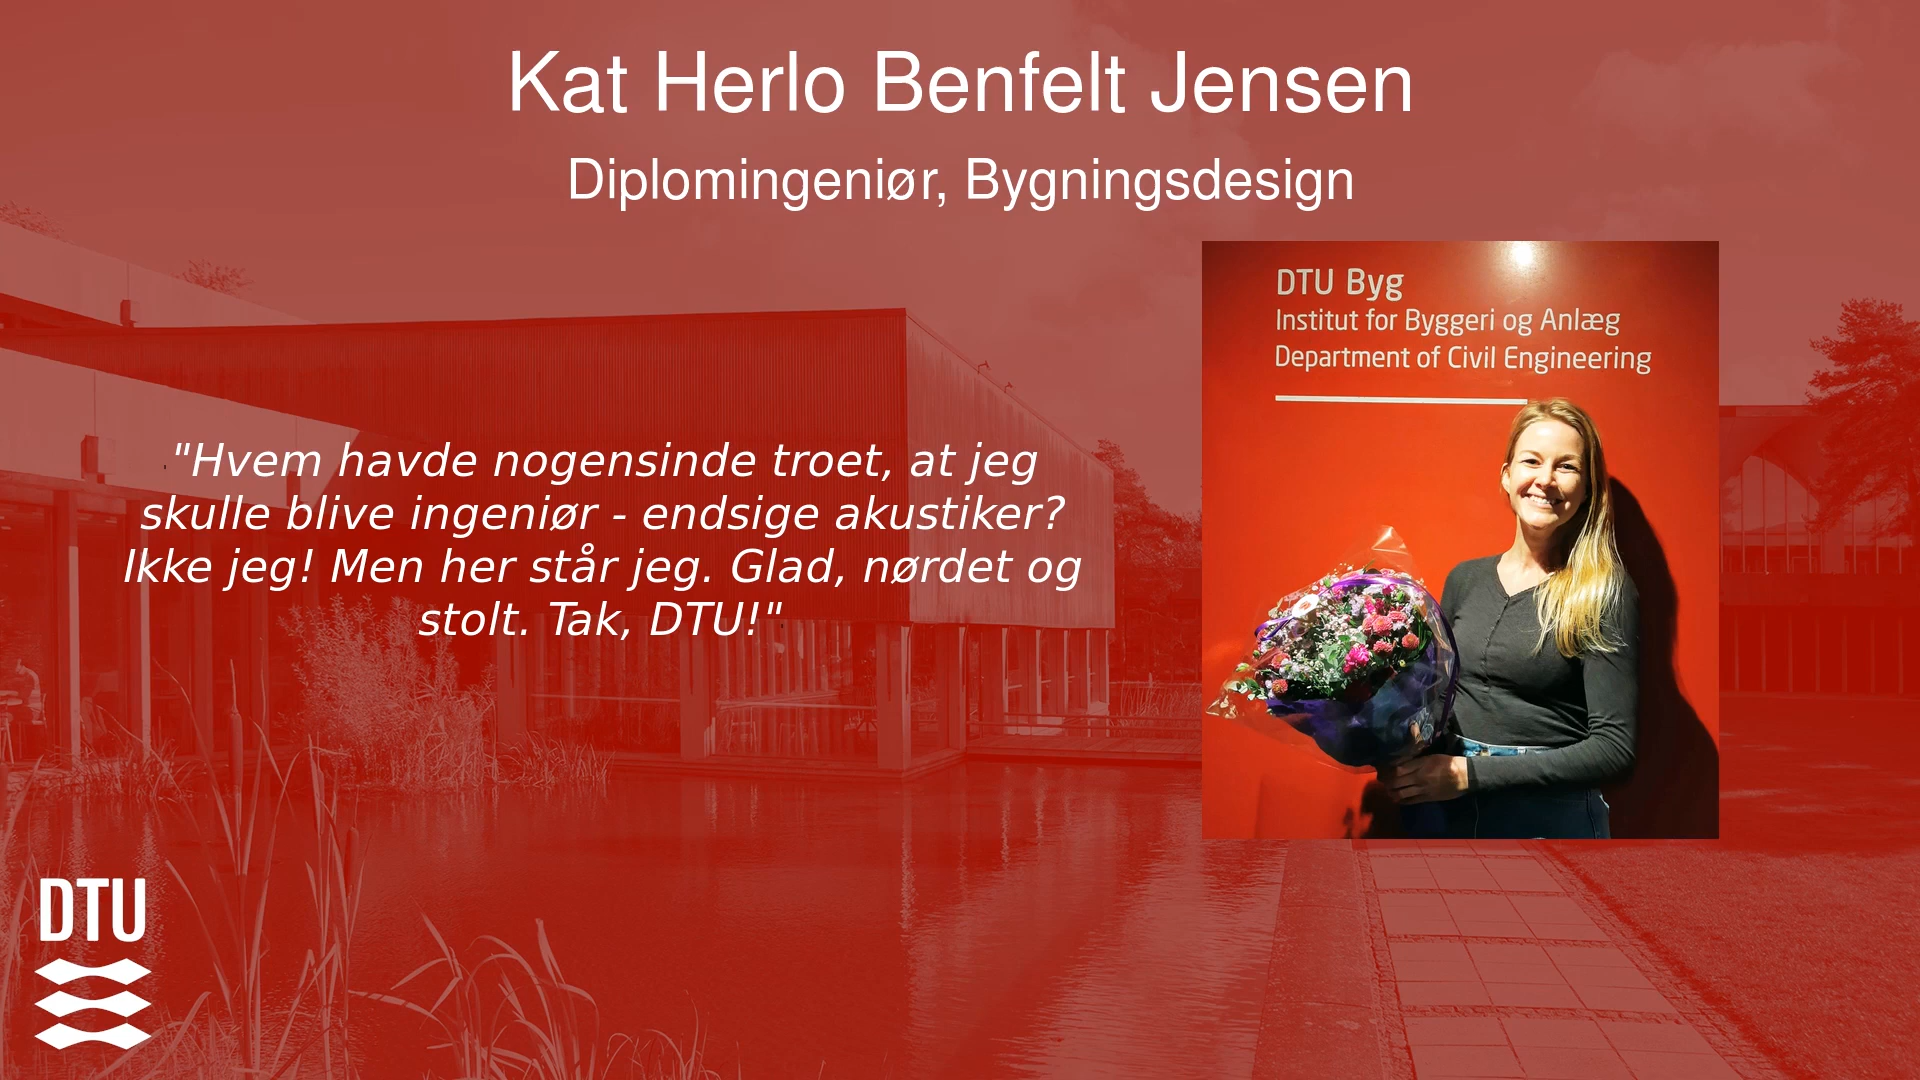 Kat Herlo Benfelt Jensen
Diplomingeniør, Bygningsdesign
DTU Byg
Institut for Byggeri og Anlæg
Department of Civil Engineering
"Hvem havde nogensinde troet, at jeg
skulle blive ingeniør - endsige akustiker?
Ikke jeg! Men her står jeg. Glad, nørdet og
stolt. Tak, DTU!"
DTU